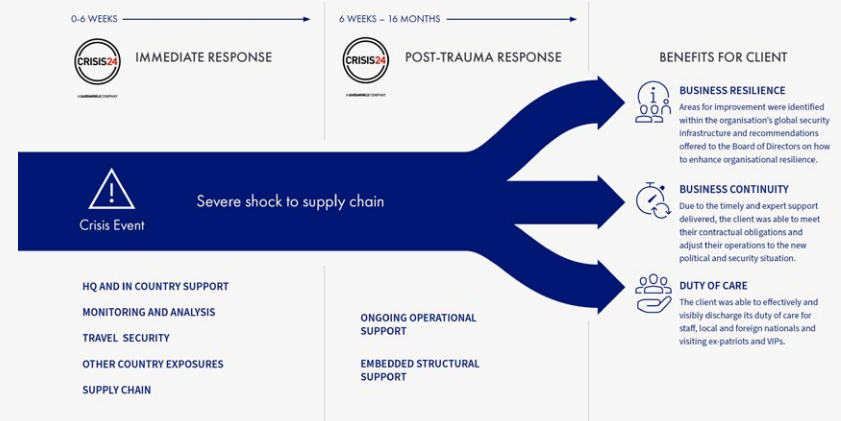 0-6 WEEKS
6 WEEKS – 16 MONTHS
CRISIS24
A GARDAWORLD COMPANY
IMMEDIATE RESPONSE
CRISIS24
A GARDAWORLD COMPANY
POST-TRAUMA RESPONSE
BENEFITS FOR CLIENT
Crisis Event
Severe shock to supply chain
HQ AND IN COUNTRY SUPPORT
MONITORING AND ANALYSIS
TRAVEL SECURITY
OTHER COUNTRY EXPOSURES
SUPPLY CHAIN
ONGOING OPERATIONAL
SUPPORT
EMBEDDED STRUCTURAL
SUPPORT
BUSINESS RESILIENCE
Areas for improvement were identified
within the organisation's global security
infrastructure and recommendations
offered to the Board of Directors on how
to enhance organisational resilience.
BUSINESS CONTINUITY
Due to the timely and expert support
delivered, the client was able to meet
their contractual obligations and
adjust their operations to the new
political and security situation.
DUTY OF CARE
The client was able to effectively and
visibly discharge its duty of care for
staff, local and foreign nationals and
visiting ex-patriots and VIPs.